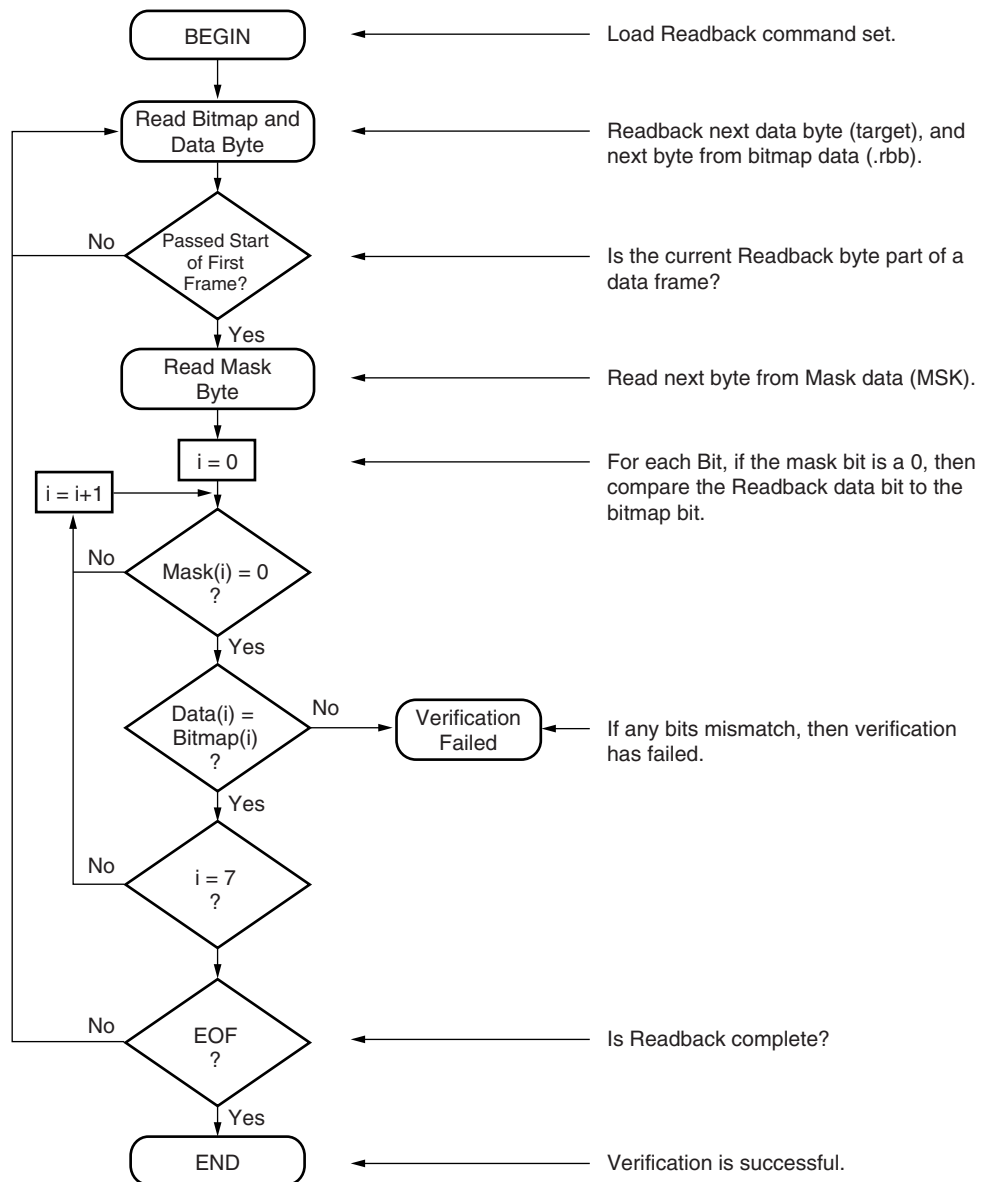 BEGIN
Load Readback command set.
Read Bitmap and
Data Byte
Readback next data byte (target), and
next byte from bitmap data (.rbb).
No
Passed Start
of First
Frame?
Is the current Readback byte part of a
data frame?
Yes
Read Mask
Byte
Read next byte from Mask data (MSK).
i = 0
For each Bit, if the mask bit is a 0, then
compare the Readback data bit to the
bitmap bit.
i = i+1
No
Mask(i) = 0
?
Yes
Data(i) =
Bitmap(i)
?
No
Verification
Failed
If any bits mismatch, then verification
has failed.
Yes
No
i = 7
?
No
EOF
?
Is Readback complete?
Yes
END
Verification is successful.